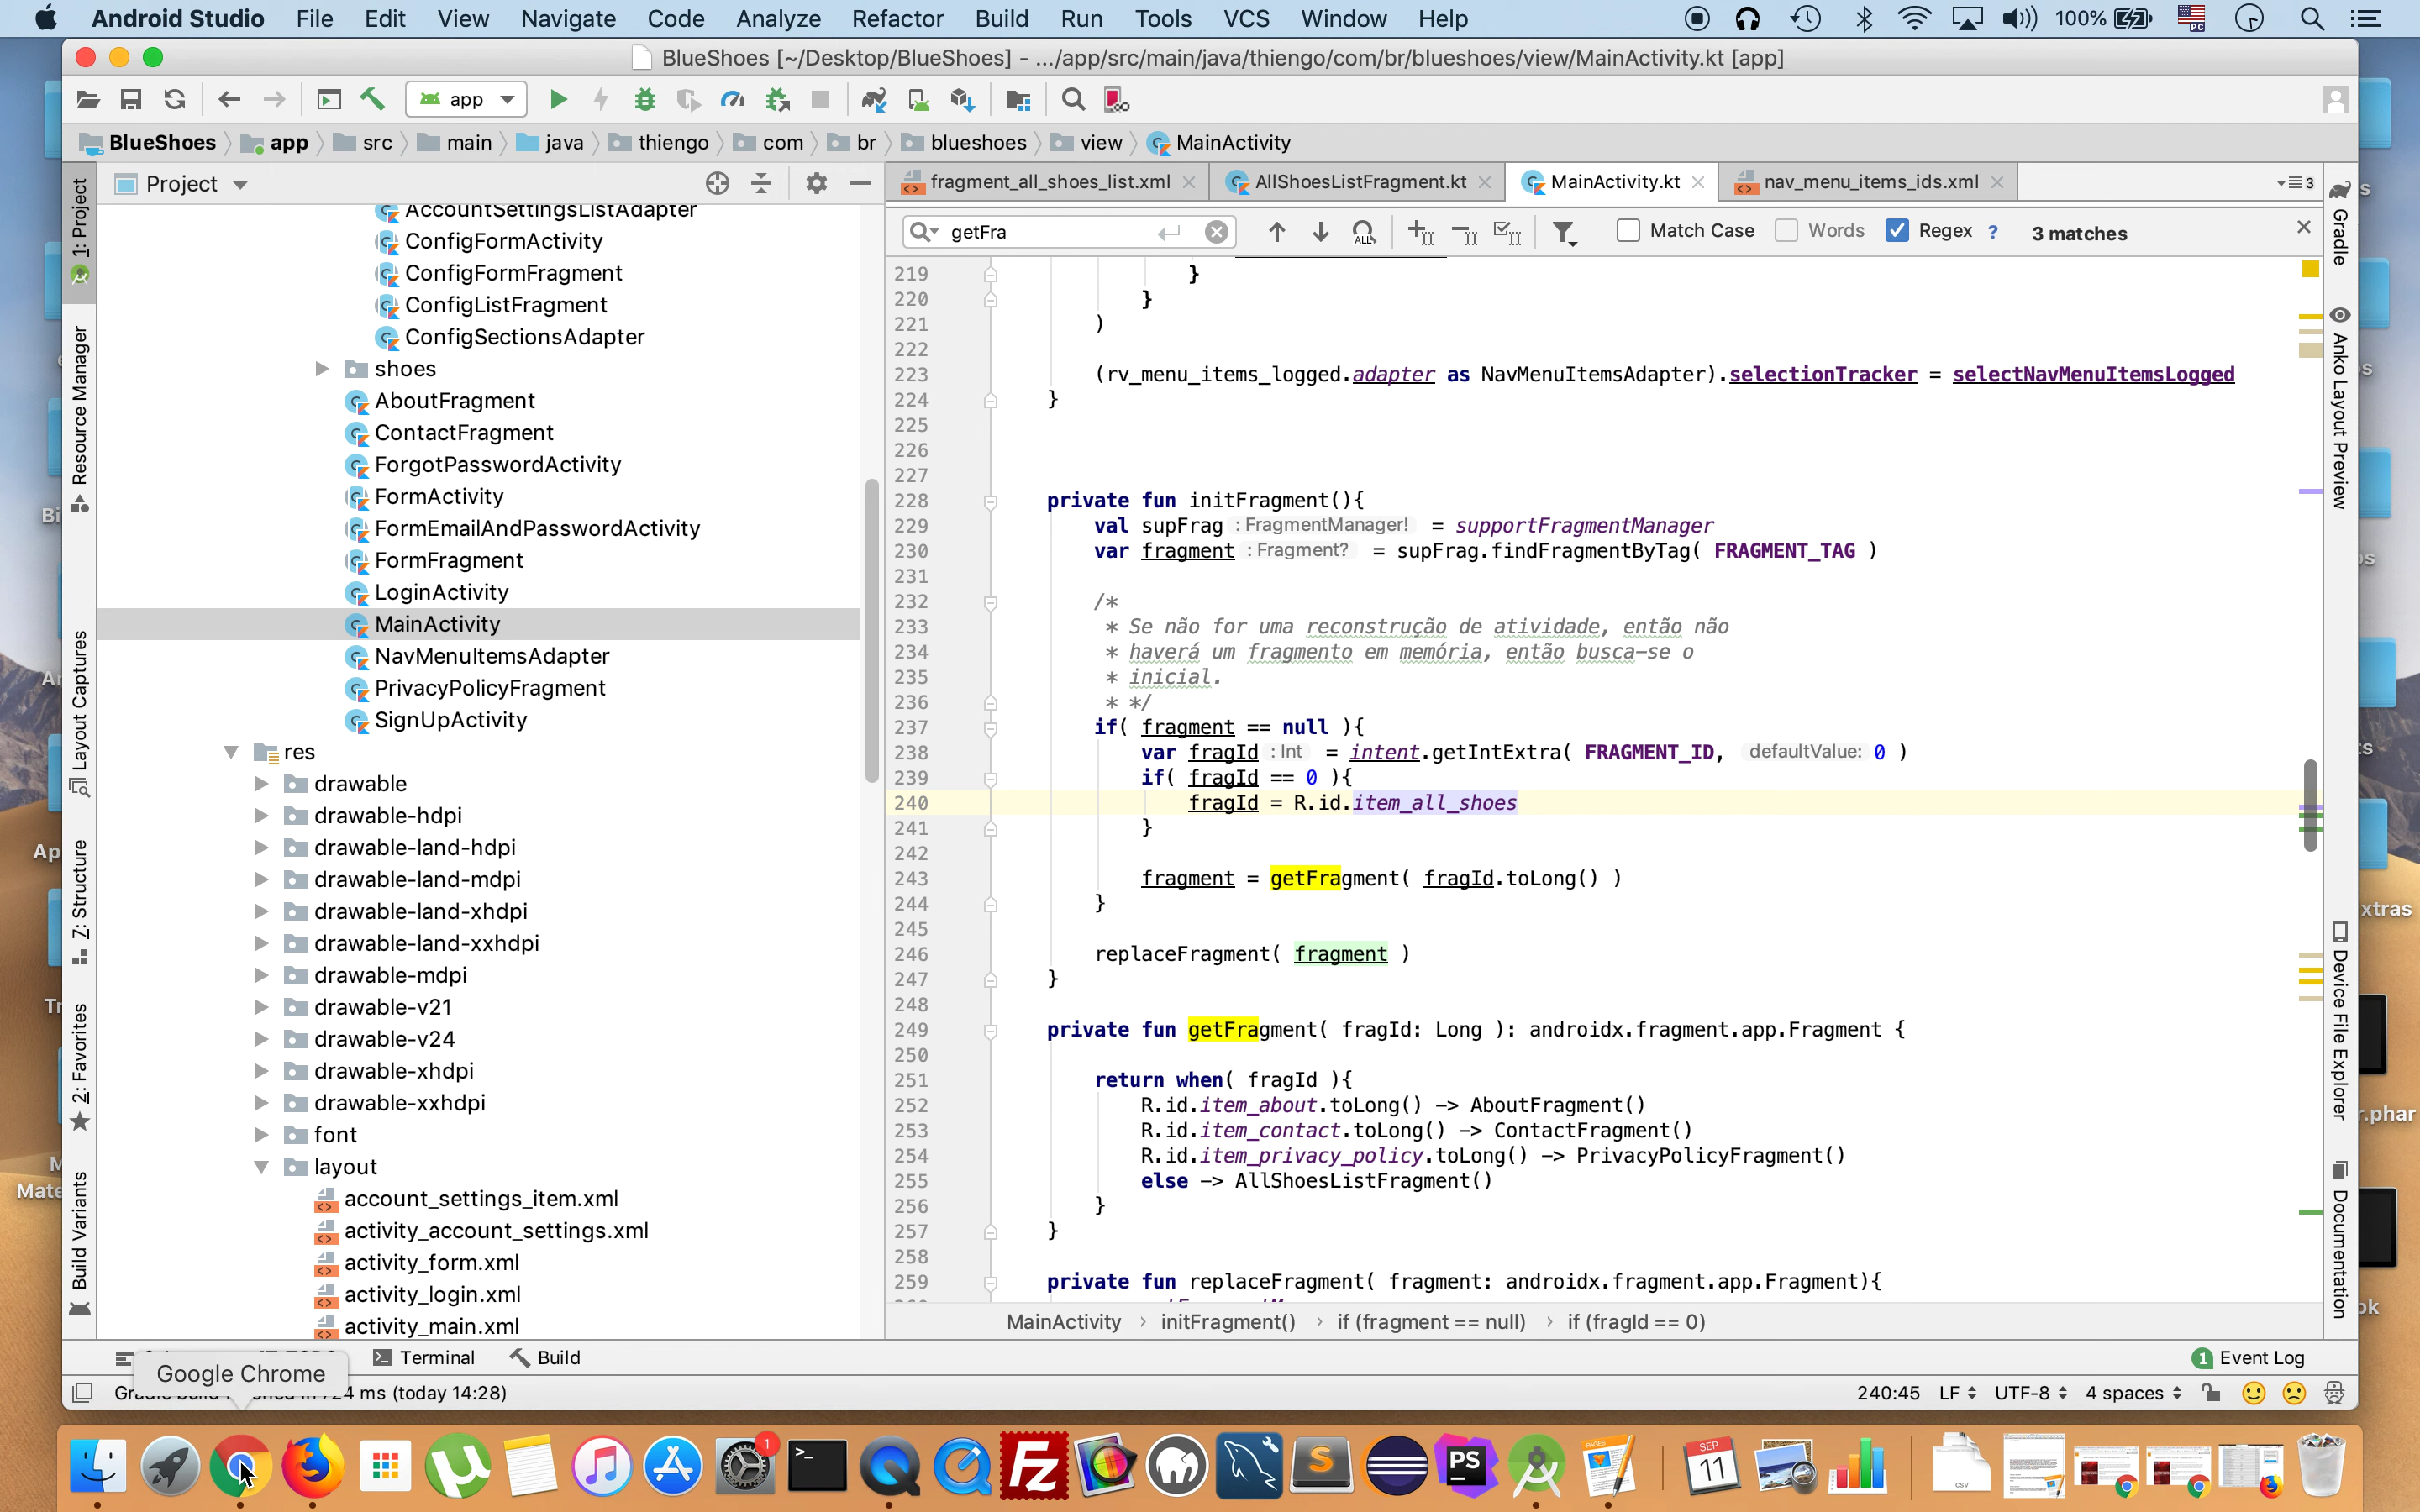 Android Studio File Edit View Navigate Code Analyze Refactor Build Run Tools VCS Window Help 100%
BlueShoes [~/Desktop/BlueShoes] - .../app/src/main/java/thiengo/com/br/blueshoes/view/MainActivity.kt [app]
app
BlueShoes app src main java thiengo com br blueshoes view MainActivity
Project
fragment_all_shoes_list.xml AllShoesListFragment.kt MainActivity.kt nav_menu_items_ids.xml 3
getFra Match Case Words Regex ? 3 matches
1: Project
Resource Manager
Layout Captures
7: Structure
2: Favorites
Build Variants
AccountSettingsListAdapter
ConfigFormActivity
ConfigFormFragment
ConfigListFragment
ConfigSectionsAdapter
shoes
AboutFragment
ContactFragment
ForgotPasswordActivity
FormActivity
FormEmailAndPasswordActivity
FormFragment
LoginActivity
MainActivity
NavMenuItemsAdapter
PrivacyPolicyFragment
SignUpActivity
res
drawable
drawable-hdpi
drawable-land-hdpi
drawable-land-mdpi
drawable-land-xhdpi
drawable-land-xxhdpi
drawable-mdpi
drawable-v21
drawable-v24
drawable-xhdpi
drawable-xxhdpi
font
layout
account_settings_item.xml
activity_account_settings.xml
activity_form.xml
activity_login.xml
activity_main.xml
219 }
220 }
221 )
222
223 (rv_menu_items_logged.adapter as NavMenuItemsAdapter).selectionTracker = selectNavMenuItemsLogged
224 }
225
226
227
228 private fun initFragment(){
229 val supFrag : FragmentManager! = supportFragmentManager
230 var fragment : Fragment? = supFrag.findFragmentByTag( FRAGMENT_TAG )
231
232 /*
233 * Se não for uma reconstrução de atividade, então não
234 * haverá um fragmento em memória, então busca-se o
235 * inicial.
236 * */
237 if( fragment == null ){
238 var fragId : Int = intent.getIntExtra( FRAGMENT_ID, defaultValue: 0 )
239 if( fragId == 0 ){
240 fragId = R.id.item_all_shoes
241 }
242
243 fragment = getFragment( fragId.toLong() )
244 }
245
246 replaceFragment( fragment )
247 }
248
249 private fun getFragment( fragId: Long ): androidx.fragment.app.Fragment {
250
251 return when( fragId ){
252 R.id.item_about.toLong() -> AboutFragment()
253 R.id.item_contact.toLong() -> ContactFragment()
254 R.id.item_privacy_policy.toLong() -> PrivacyPolicyFragment()
255 else -> AllShoesListFragment()
256 }
257 }
258
259 private fun replaceFragment( fragment: androidx.fragment.app.Fragment){
MainActivity › initFragment() › if (fragment == null) › if (fragId == 0)
Gradle
Anko Layout Preview
Device File Explorer
Documentation
Terminal Build 1 Event Log
Google Chrome
ms (today 14:28) 240:45 LF UTF-8 4 spaces
xtras
r.phar
Mate
1
Fz
PS
PAGES
SEP
11
CSV